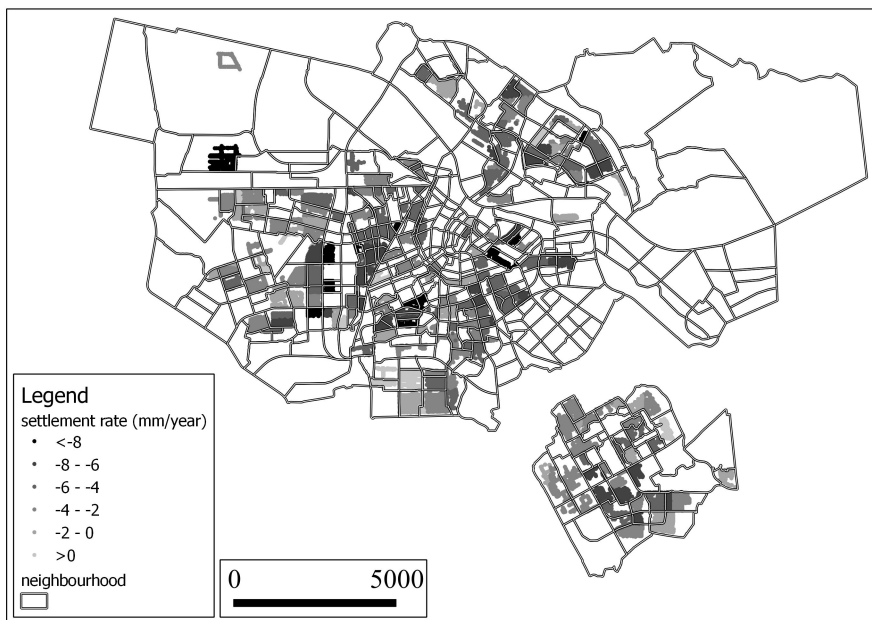 Legend
settlement rate (mm/year)
<-8
-8 - -6
-6 - -4
-4 - -2
-2 - 0
>0
neighbourhood
0 5000